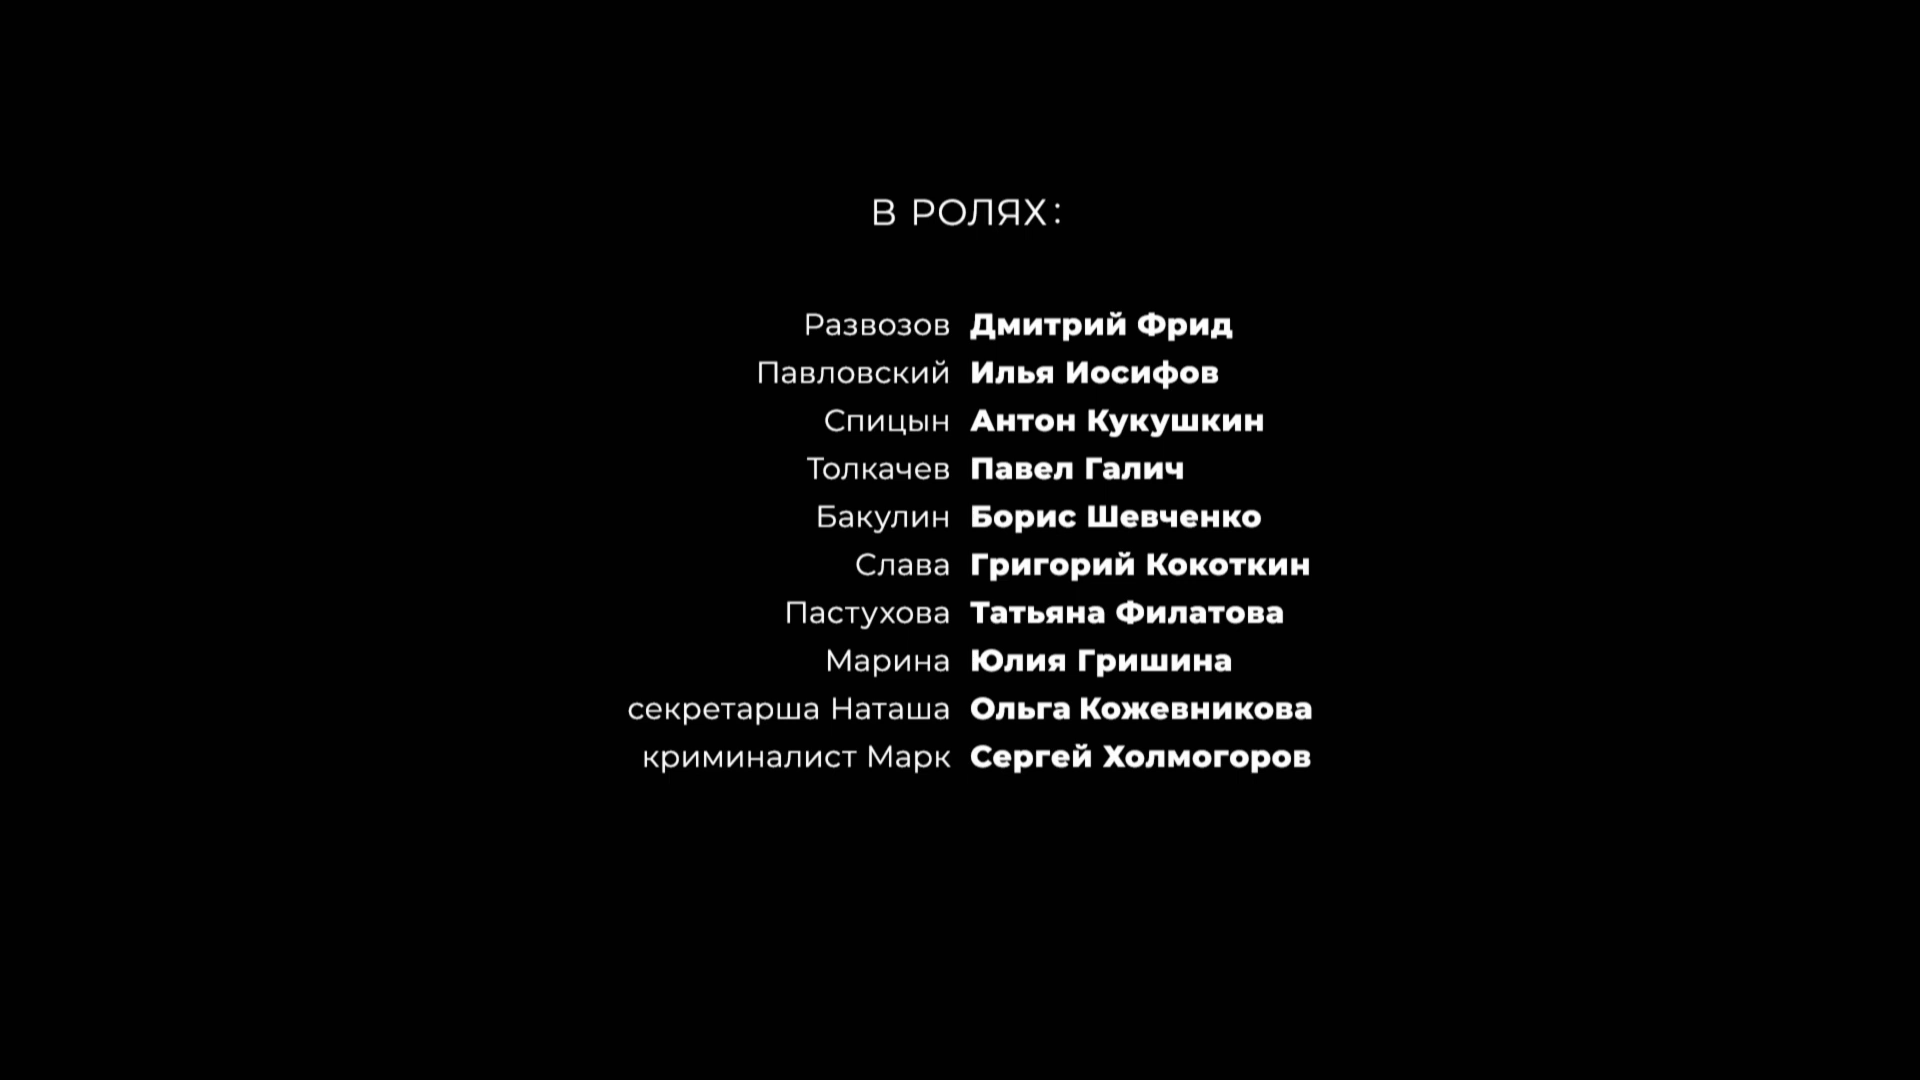 В РОЛЯХ:
Развозов Дмитрий Фрид
Павловский Илья Иосифов
Спицын Антон Кукушкин
Толкачев Павел Галич
Бакулин Борис Шевченко
Слава Григорий Кокоткин
Пастухова Татьяна Филатова
Марина Юлия Гришина
секретарша Наташа Ольга Кожевникова
криминалист Марк Сергей Холмогоров